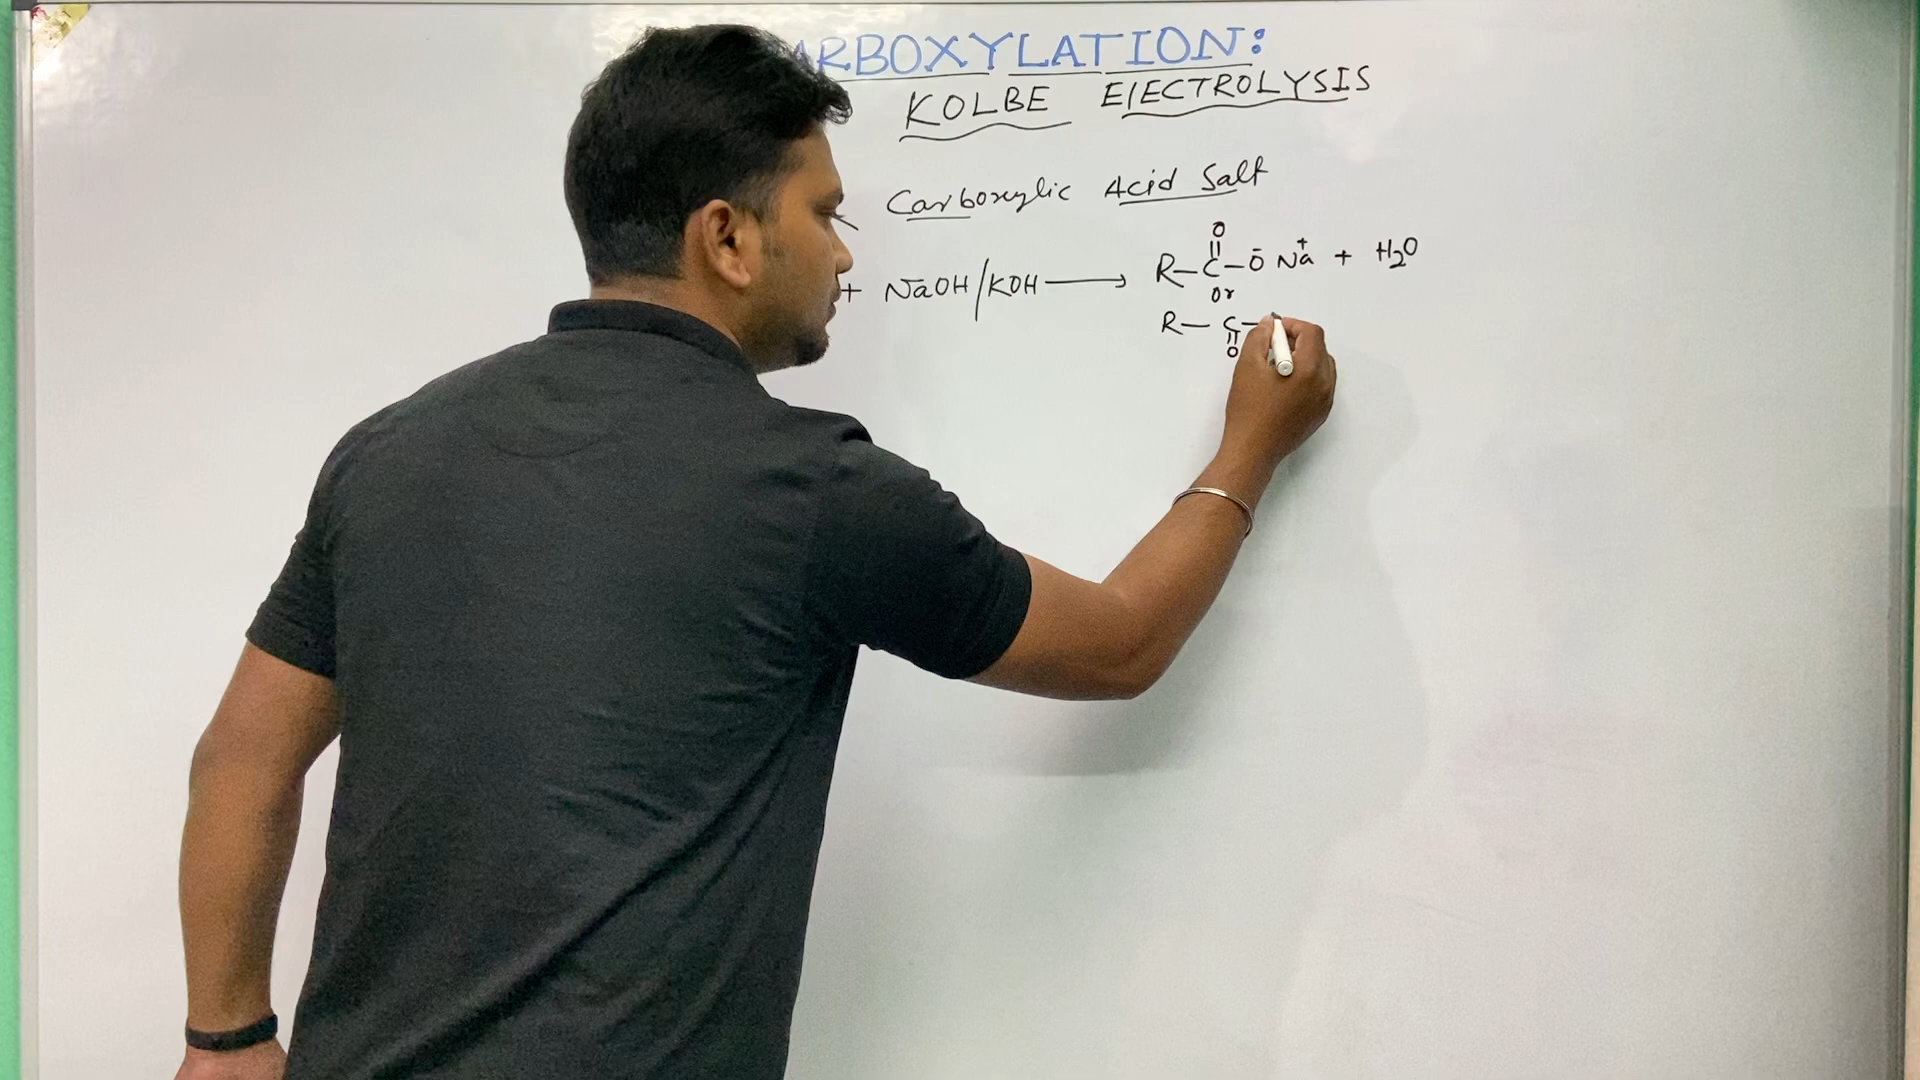 ARBOXYLATION:
KOLBE ElECTROLYSIS
Carboxylic Acid Salt
O
+ NaOH/KOH ⟶ R–C–Ō Na⁺ + H₂O
Or
R–C–
O